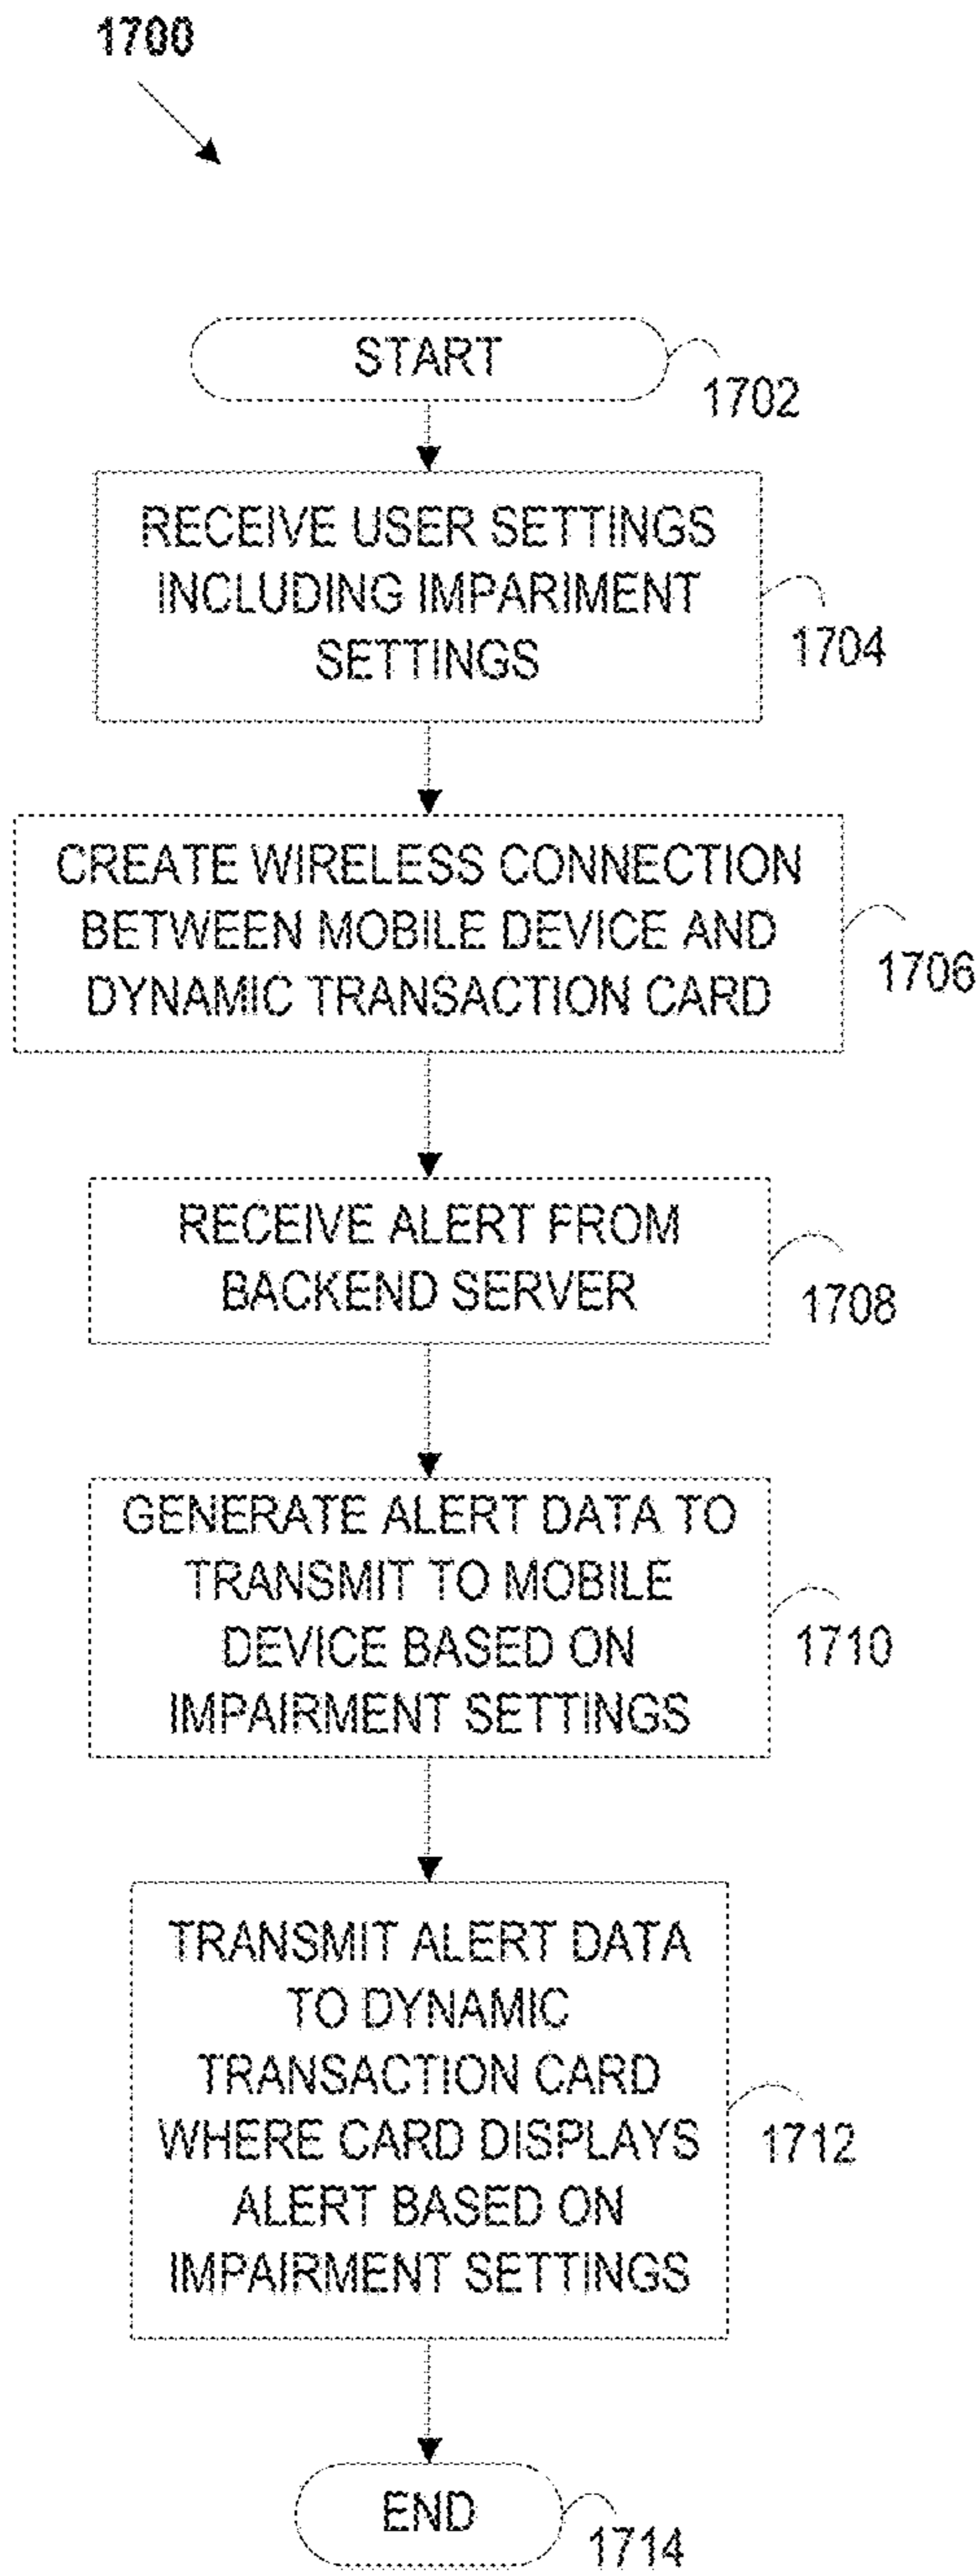 1700
START
1702
RECEIVE USER SETTINGS
INCLUDING IMPARIMENT
SETTINGS
1704
CREATE WIRELESS CONNECTION
BETWEEN MOBILE DEVICE AND
DYNAMIC TRANSACTION CARD
1706
RECEIVE ALERT FROM
BACKEND SERVER
1708
GENERATE ALERT DATA TO
TRANSMIT TO MOBILE
DEVICE BASED ON
IMPAIRMENT SETTINGS
1710
TRANSMIT ALERT DATA
TO DYNAMIC
TRANSACTION CARD
WHERE CARD DISPLAYS
ALERT BASED ON
IMPAIRMENT SETTINGS
1712
END
1714